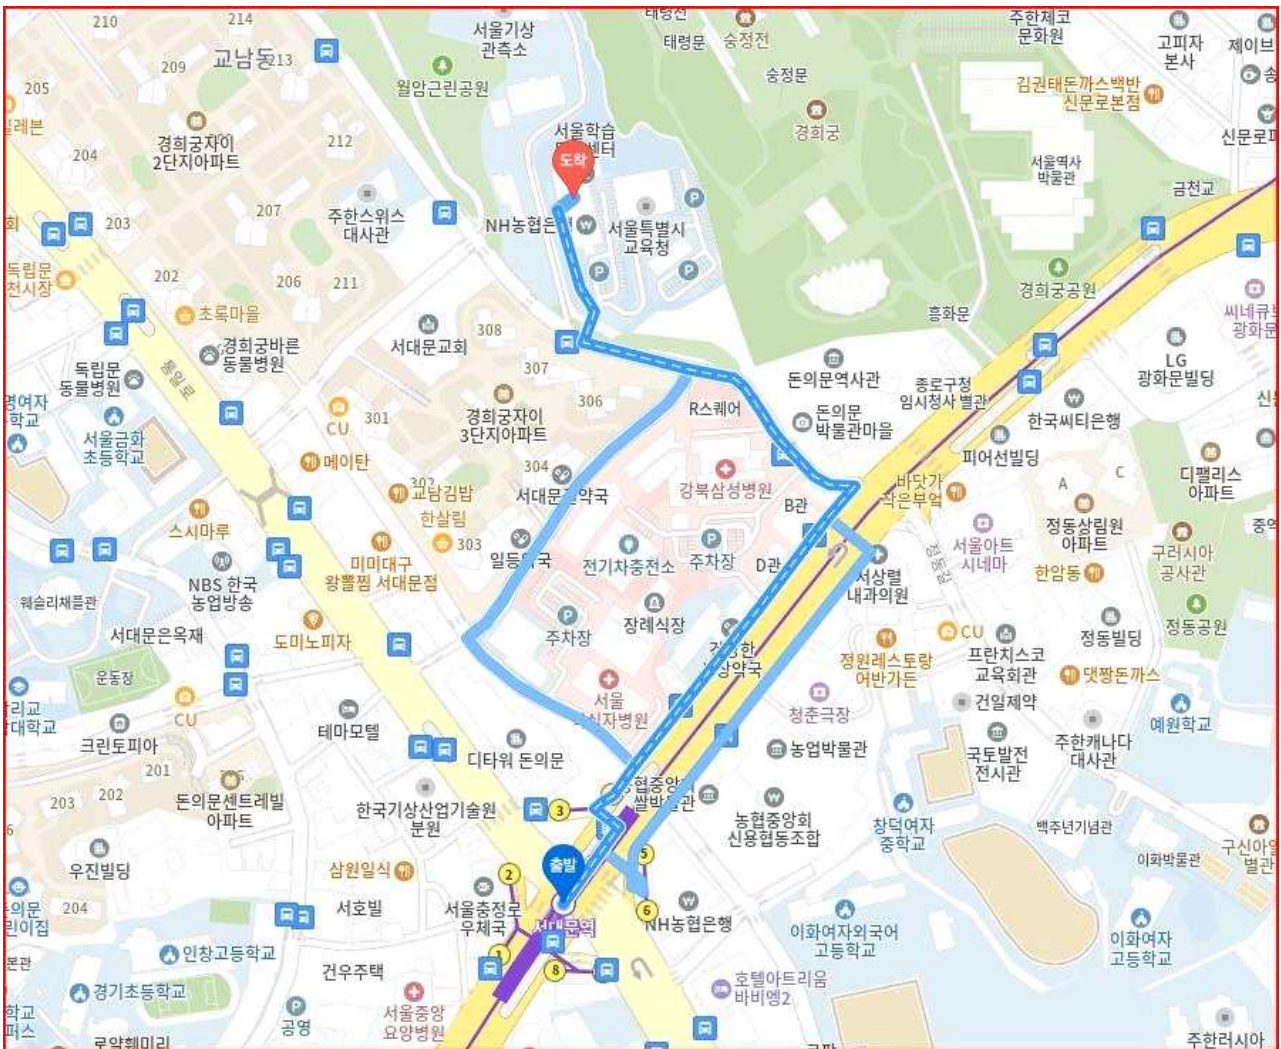 210
214
교남동
213
209
205
204
경희궁자이
2단지아파트
212
서울기상
관측소
월암근린공원
태령전
태령문
숭정전
숭정문
경희궁
주한체코
문화원
고피자
본사
김권태돈까스백반
신문로본점
서울역사
박물관
금천교
서울학습
도착
NH농협은
서울특별시
교육청
P
P
P
P
주한스위스
대사관
207
203
202
206
211
초록마을
독립문
천시장
경희궁바른
동물병원
독립문
동물병원
통일로
서대문교회
308
307
306
경희궁자이
3단지아파트
304
301
CU
메이탄
교남김밥
한살림
303
미미대구
왕뽈찜 서대문점
서울금화
초등학교
스시마루
NBS 한국
농업방송
웨슬리채플관
서대문은옥재
도미노피자
운동장
CU
크린토피아
테마모텔
201
202
203
204
돈의문센트레빌
아파트
우진빌딩
한국기상산업기술원
분원
디타워 돈의문
삼원일식
서호빌
서울충정로
우체국
인창고등학교
경기초등학교
건우주택
공영
P
서울중앙
요양병원
로얄훼미리
R스퀘어
강북삼성병원
B관
D관
전기차충전소
주차장
P
장례식장
주차장
P
서울
돈의문역사관
돈의문
박물관마을
종로구청
임시청사 별관
흥화문
경희궁공원
LG
광화문빌딩
한국씨티은행
피어선빌딩
바닷가
작은부엌
A
C
정동상림원
아파트
디팰리스
아파트
구러시아
공사관
서울아트
시네마
한암동
정동길
서상렬
내과의원
정원레스토랑
어반가든
CU
프란치스코
교육회관
정동빌딩
정동공원
댓짱돈까스
건일제약
예원학교
청춘극장
농업박물관
국토발전
전시관
주한캐나다
대사관
농협중앙회
신용협동조합
창덕여자
중학교
백주년기념관
이화박물관
3
2
1
5
6
8
출발
서대문역
NH농협은행
이화여자외국어
고등학교
이화여자
고등학교
호텔아트리움
바비엥2
주한러시아